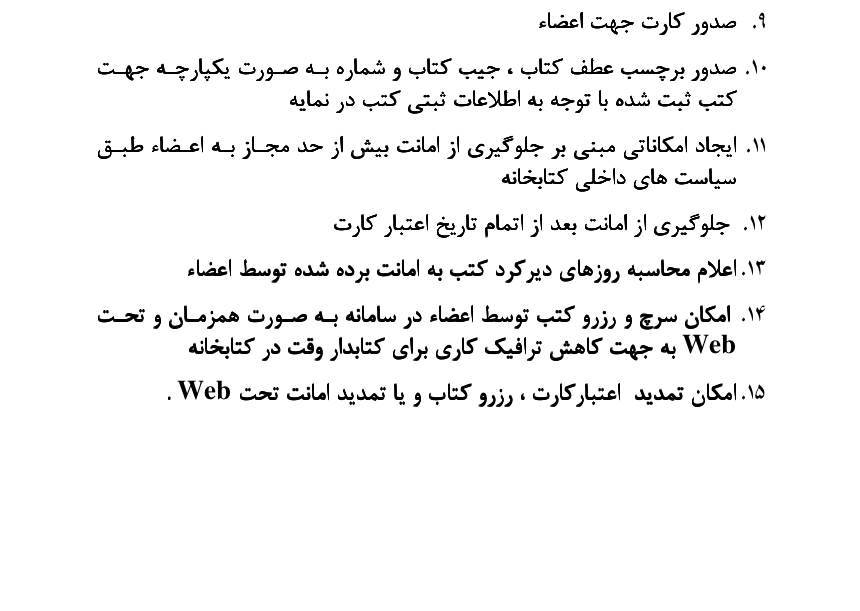 ۹. صدور کارت جهت اعضاء
۱۰. صدور برچسب عطف کتاب ، جیب کتاب و شماره به صورت یکپارچه جهت
کتب ثبت شده با توجه به اطلاعات ثبتی کتب در نمایه
۱۱. ایجاد امکاناتی مبنی بر جلوگیری از امانت بیش از حد مجاز به اعضاء طبق
سیاست های داخلی کتابخانه
۱۲. جلوگیری از امانت بعد از اتمام تاریخ اعتبار کارت
۱۳. اعلام محاسبه روزهای دیرکرد کتب به امانت برده شده توسط اعضاء
۱۴. امکان سرچ و رزرو کتب توسط اعضاء در سامانه به صورت همزمان و تحت
Web به جهت کاهش ترافیک کاری برای کتابدار وقت در کتابخانه
۱۵. امکان تمدید اعتبارکارت ، رزرو کتاب و یا تمدید امانت تحت Web .